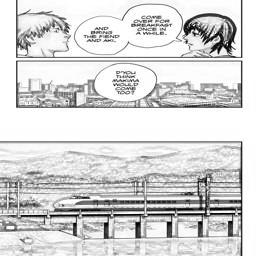 COME
OVER FOR
BREAKFAST
ONCE IN
A WHILE.
AND
BRING
THE FIEND
AND AKI.
D'YOU
THINK
MAKIMA
WOULD
COME
TOO?